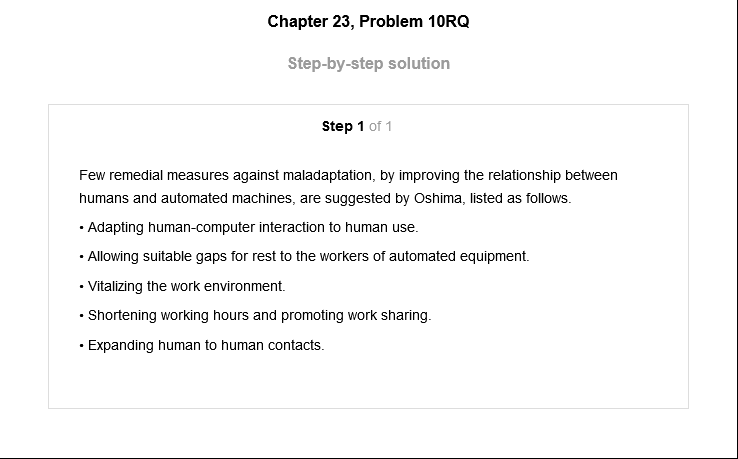 Chapter 23, Problem 10RQ
Step-by-step solution
Step 1 of 1
Few remedial measures against maladaptation, by improving the relationship between
humans and automated machines, are suggested by Oshima, listed as follows.
• Adapting human-computer interaction to human use.
• Allowing suitable gaps for rest to the workers of automated equipment.
• Vitalizing the work environment.
• Shortening working hours and promoting work sharing.
• Expanding human to human contacts.